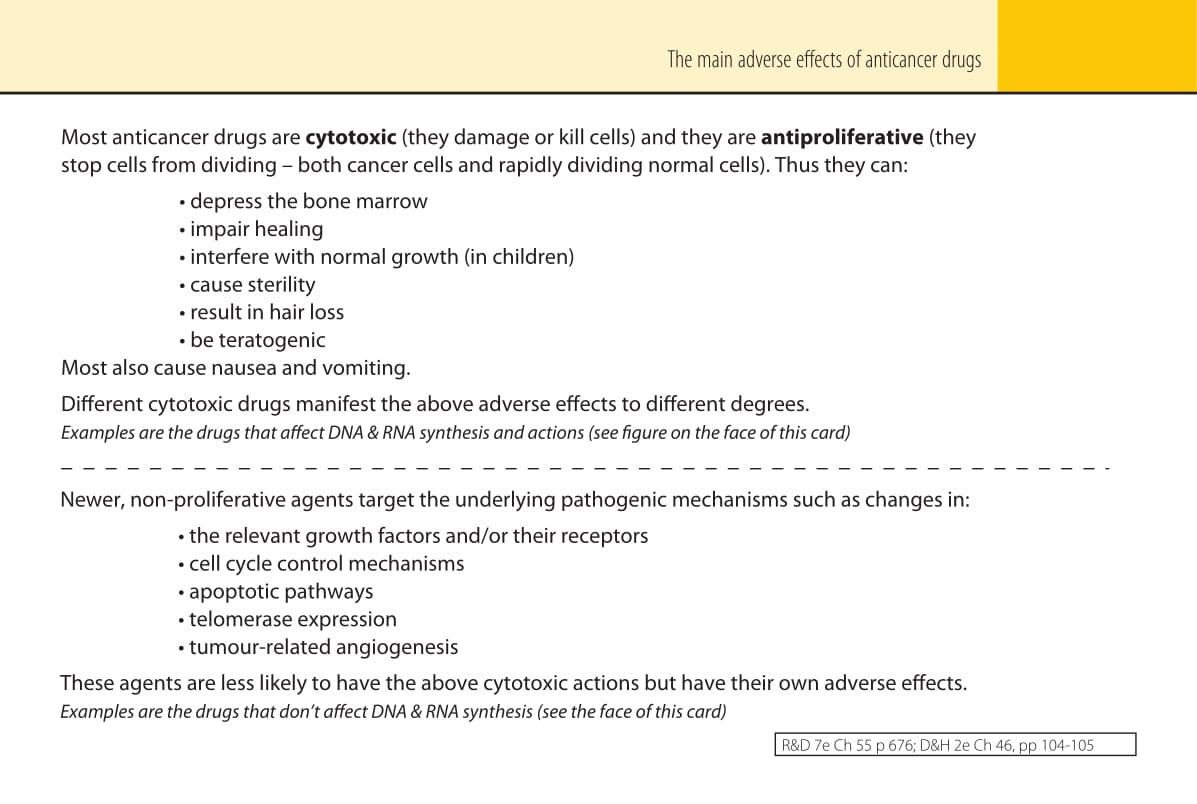 The main adverse effects of anticancer drugs
Most anticancer drugs are cytotoxic (they damage or kill cells) and they are antiproliferative (they
stop cells from dividing – both cancer cells and rapidly dividing normal cells). Thus they can:
• depress the bone marrow
• impair healing
• interfere with normal growth (in children)
• cause sterility
• result in hair loss
• be teratogenic
Most also cause nausea and vomiting.
Different cytotoxic drugs manifest the above adverse effects to different degrees.
Examples are the drugs that affect DNA & RNA synthesis and actions (see figure on the face of this card)
Newer, non-proliferative agents target the underlying pathogenic mechanisms such as changes in:
• the relevant growth factors and/or their receptors
• cell cycle control mechanisms
• apoptotic pathways
• telomerase expression
• tumour-related angiogenesis
These agents are less likely to have the above cytotoxic actions but have their own adverse effects.
Examples are the drugs that don’t affect DNA & RNA synthesis (see the face of this card)
R&D 7e Ch 55 p 676; D&H 2e Ch 46, pp 104-105